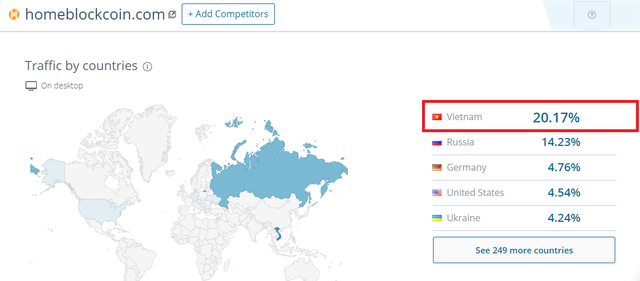 homeblockcoin.com
+ Add Competitors
Traffic by countries
On desktop
Vietnam 20.17%
Russia 14.23%
Germany 4.76%
United States 4.54%
Ukraine 4.24%
See 249 more countries